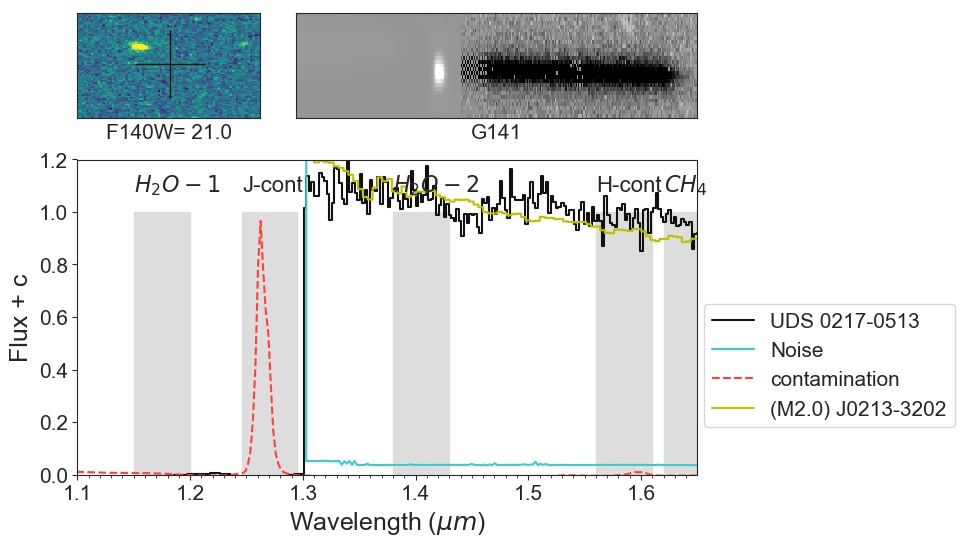 F140W= 21.0
G141
H₂O − 1
J-cont
H₂O − 2
H-cont
CH₄
1.2
1.0
0.8
0.6
0.4
0.2
0.0
Flux + c
1.1
1.2
1.3
1.4
1.5
1.6
Wavelength (μm)
UDS 0217-0513
Noise
contamination
(M2.0) J0213-3202